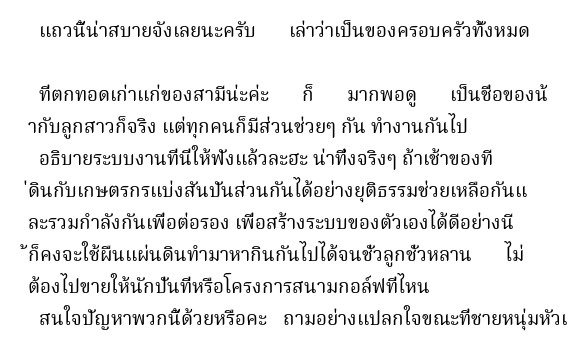 แถวนี้น่าสบายจังเลยนะครับ เล่าว่าเป็นของครอบครัวทั้งหมด
ที่ตกทอดเก่าแก่ของสามีน่ะค่ะ ก็ มากพอดู เป็นชื่อของน้
ากับลูกสาวก็จริง แต่ทุกคนก็มีส่วนช่วยๆ กัน ทำงานกันไป
อธิบายระบบงานที่นี่ให้ฟังแล้วละฮะ น่าทึ่งจริงๆ ถ้าเช้าของที
่ดินกับเกษตรกรแบ่งสันปันส่วนกันได้อย่างยุติธรรมช่วยเหลือกันแ
ละรวมกำลังกันเพื่อต่อรอง เพื่อสร้างระบบของตัวเองได้ดีอย่างนี
้ก็คงจะใช้ผืนแผ่นดินทำมาหากินกันไปได้จนชั่วลูกชั่วหลาน ไม่
ต้องไปขายให้นักปั่นที่หรือโครงการสนามกอล์ฟที่ไหน
สนใจปัญหาพวกนี้ด้วยหรือคะ ถามอย่างแปลกใจขณะที่ชายหนุ่มหัวเ